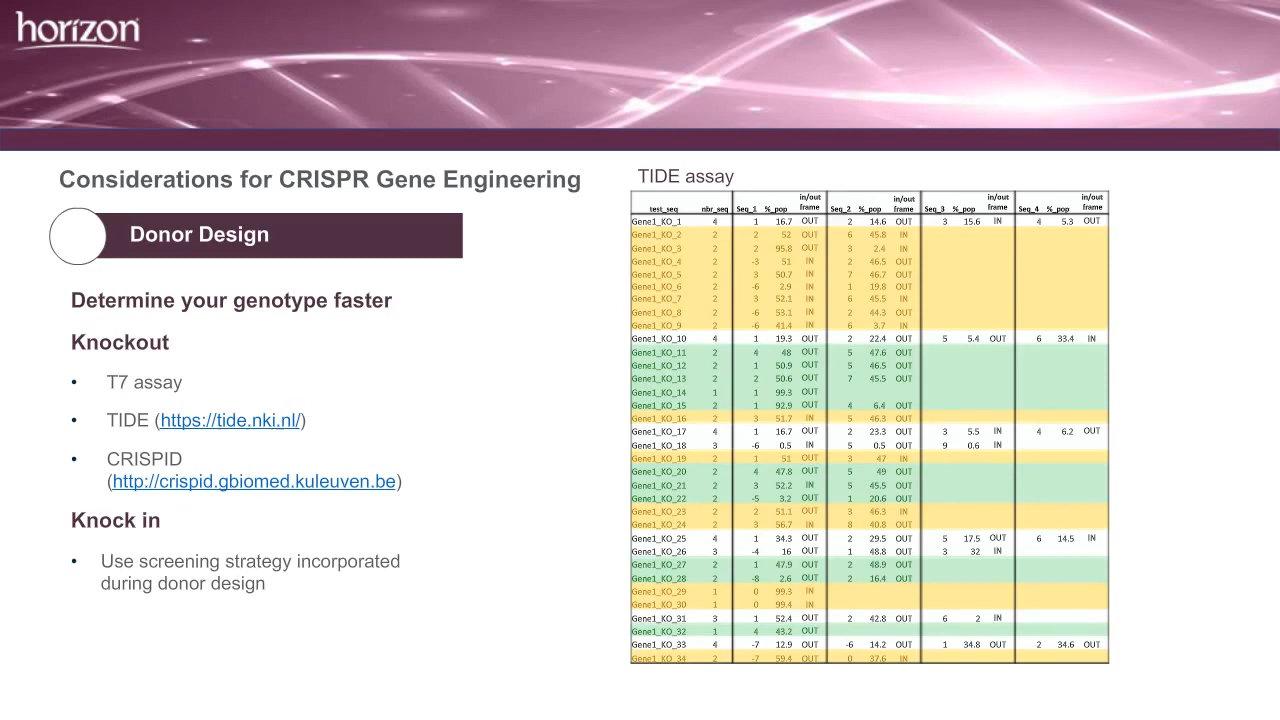 horizon
Considerations for CRISPR Gene Engineering
Donor Design
Determine your genotype faster
Knockout
• T7 assay
• TIDE (https://tide.nki.nl/)
• CRISPID
(http://crispid.gbiomed.kuleuven.be)
Knock in
• Use screening strategy incorporated
during donor design
TIDE assay
test_seq nbr_seq Seq_1 %_pop in/out frame Seq_2 %_pop in/out frame Seq_3 %_pop in/out frame Seq_4 %_pop in/out frame
Gene1_KO_1 4 1 16.7 OUT 2 14.6 OUT 3 15.6 IN 4 5.3 OUT
Gene1_KO_2 2 2 52 OUT 6 45.8 IN
Gene1_KO_3 2 2 95.8 OUT 3 2.4 IN
Gene1_KO_4 2 -3 51 IN 2 46.5 OUT
Gene1_KO_5 2 3 50.7 IN 7 46.7 OUT
Gene1_KO_6 2 -6 2.9 IN 1 19.8 OUT
Gene1_KO_7 2 3 52.1 IN 6 45.5 IN
Gene1_KO_8 2 -6 53.1 IN 2 44.3 OUT
Gene1_KO_9 2 -6 41.4 IN 6 3.7 IN
Gene1_KO_10 4 1 19.3 OUT 2 22.4 OUT 5 5.4 OUT 6 33.4 IN
Gene1_KO_11 2 4 48 OUT 5 47.6 OUT
Gene1_KO_12 2 1 50.9 OUT 5 46.5 OUT
Gene1_KO_13 2 2 50.6 OUT 7 45.5 OUT
Gene1_KO_14 1 1 99.3 OUT
Gene1_KO_15 2 1 92.9 OUT 4 6.4 OUT
Gene1_KO_16 2 3 51.7 IN 5 46.3 OUT
Gene1_KO_17 4 1 16.7 OUT 2 23.3 OUT 3 5.5 IN 4 6.2 OUT
Gene1_KO_18 3 -6 0.5 IN 5 0.5 OUT 9 0.6 IN
Gene1_KO_19 2 1 51 OUT 3 47 IN
Gene1_KO_20 2 4 47.8 OUT 5 49 OUT
Gene1_KO_21 2 3 52.2 IN 5 45.5 OUT
Gene1_KO_22 2 -5 3.2 OUT 1 20.6 OUT
Gene1_KO_23 2 2 51.1 OUT 3 46.3 IN
Gene1_KO_24 2 3 56.7 IN 8 40.8 OUT
Gene1_KO_25 4 1 34.3 OUT 2 29.5 OUT 5 17.5 OUT 6 14.5 IN
Gene1_KO_26 3 -4 16 OUT 1 48.8 OUT 3 32 IN
Gene1_KO_27 2 1 47.9 OUT 2 48.9 OUT
Gene1_KO_28 2 -8 2.6 OUT 2 16.4 OUT
Gene1_KO_29 1 0 99.3 IN
Gene1_KO_30 1 0 99.4 IN
Gene1_KO_31 3 1 52.4 OUT 2 42.8 OUT 6 2 IN
Gene1_KO_32 1 4 43.2 OUT
Gene1_KO_33 4 -7 12.9 OUT -6 14.2 OUT 1 34.8 OUT 2 34.6 OUT
Gene1_KO_34 2 -7 59.4 OUT 0 37.6 IN